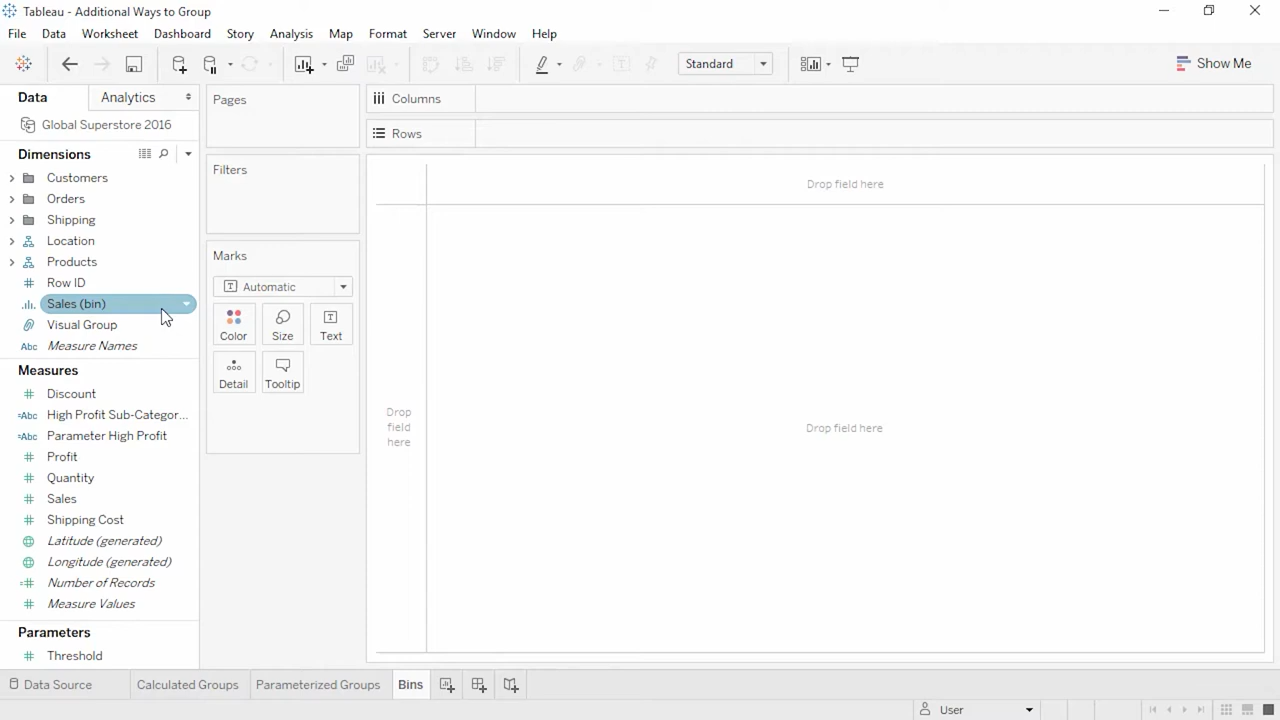 Tableau - Additional Ways to Group
File Data Worksheet Dashboard Story Analysis Map Format Server Window Help
Standard
Show Me
Data Analytics
Global Superstore 2016
Dimensions
Customers
Orders
Shipping
Location
Products
Row ID
Sales (bin)
Visual Group
Abc Measure Names
Measures
Discount
=Abc High Profit Sub-Categor...
=Abc Parameter High Profit
Profit
Quantity
Sales
Shipping Cost
Latitude (generated)
Longitude (generated)
Number of Records
Measure Values
Parameters
Threshold
Pages
Filters
Marks
Automatic
Color Size Text
Detail Tooltip
Columns
Rows
Drop field here
Drop
field
here
Drop field here
Data Source Calculated Groups Parameterized Groups Bins
User